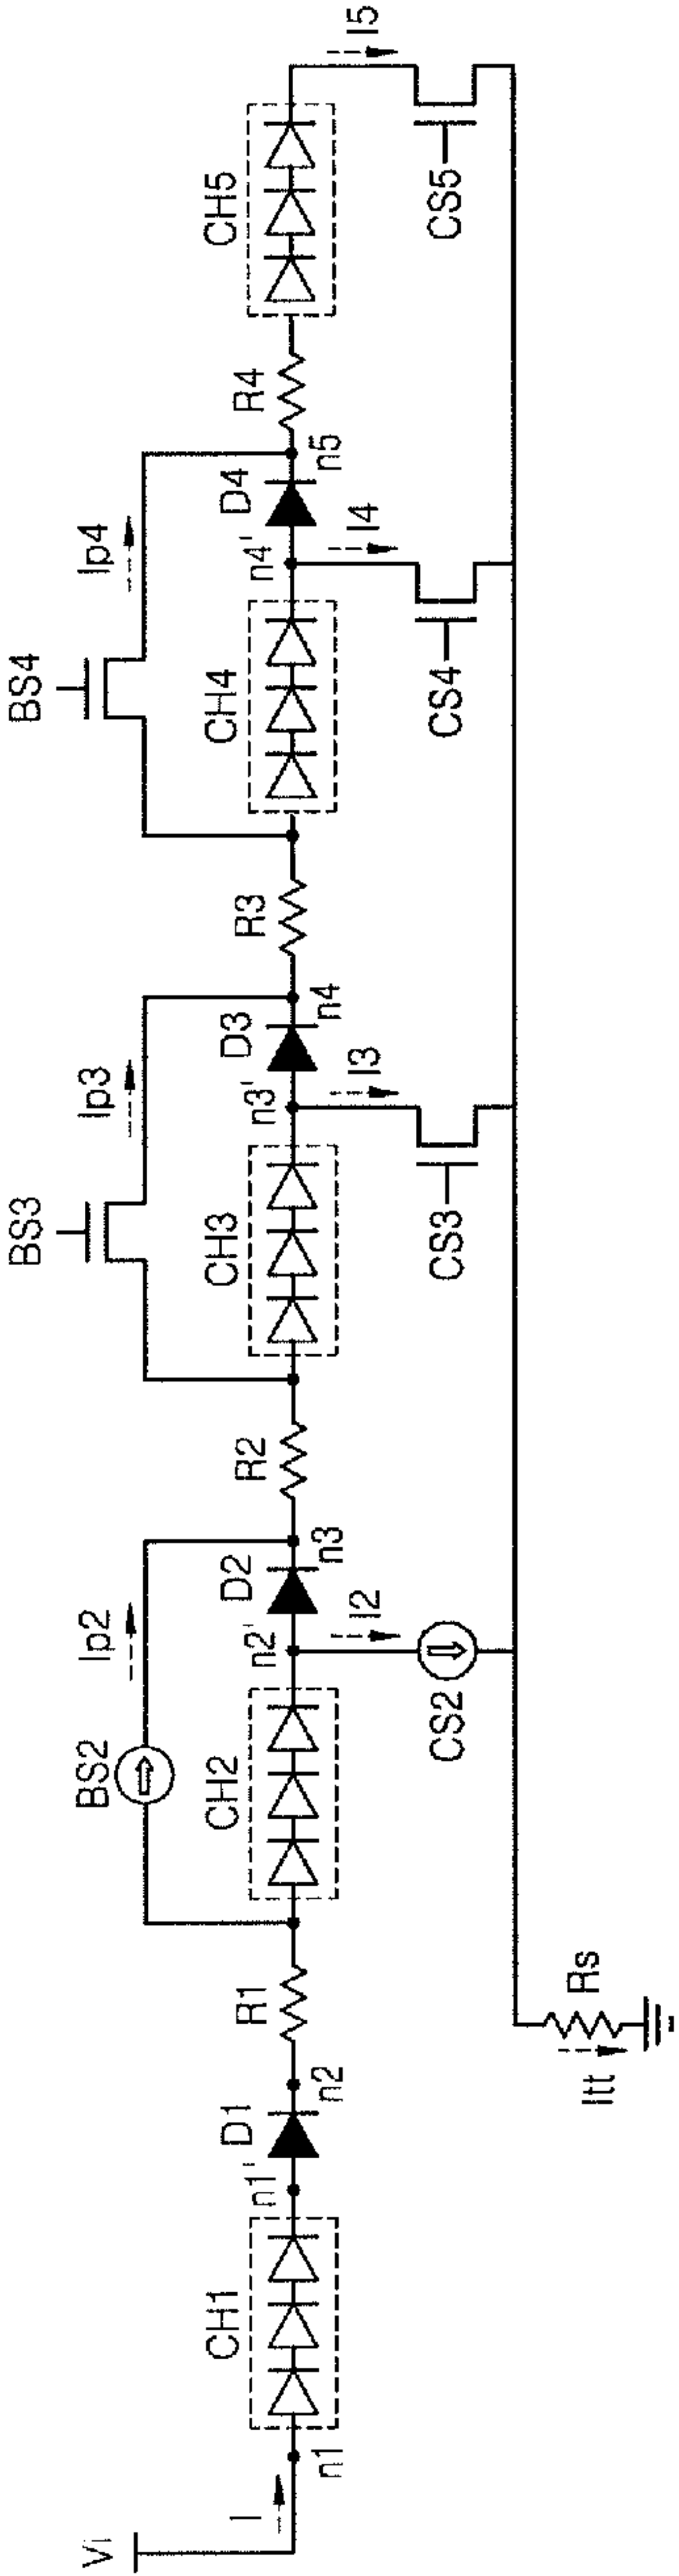 Vi
I
n1
CH1
n1'
D1
n2
R1
BS2
Ip2
CH2
n2'
D2
n3
I2
CS2
R2
BS3
Ip3
CH3
n3'
D3
n4
I3
CS3
R3
BS4
Ip4
CH4
n4'
D4
n5
I4
CS4
R4
CH5
I5
CS5
Rs
Itt